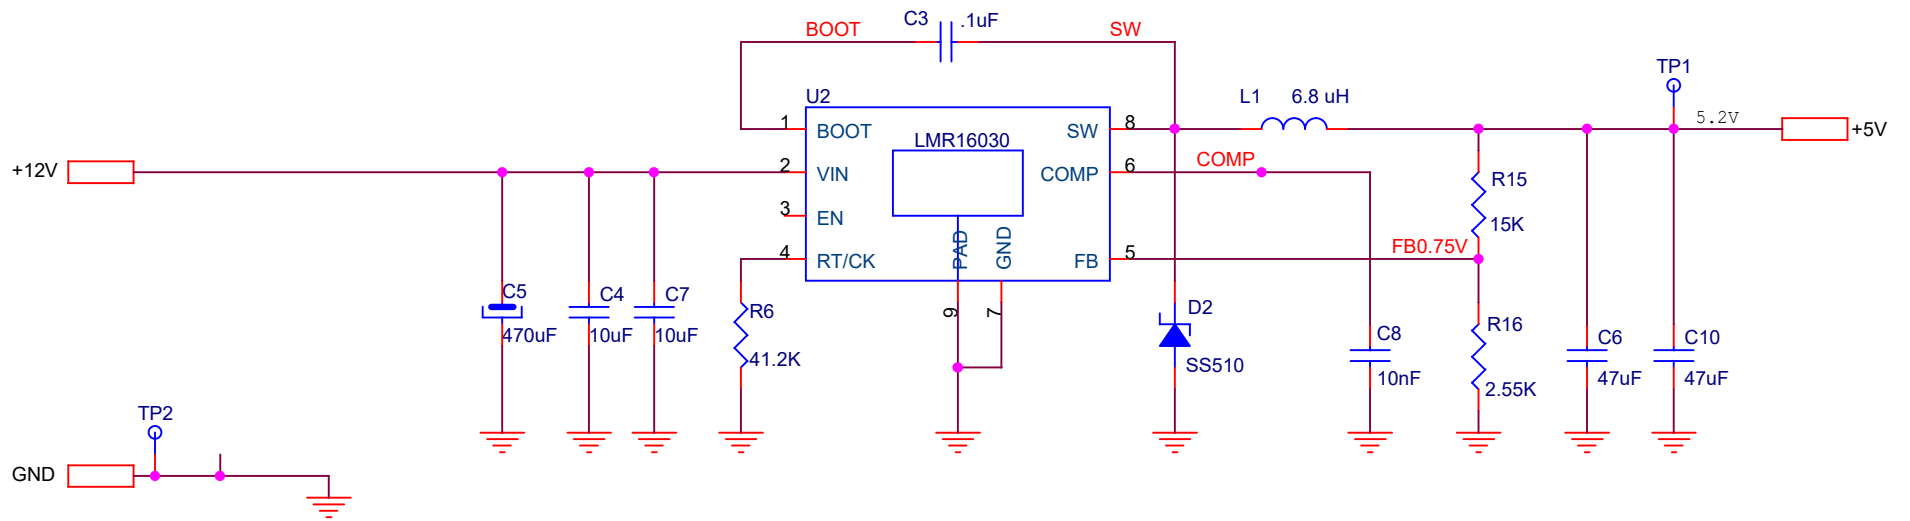 C3 .1uF
BOOT SW
TP1
U2 L1 6.8 uH
5.2V
+5V
1 BOOT SW 8
LMR16030
COMP
+12V
2 VIN COMP 6
R15
15K
3 EN
FB0.75V
4 RT/CK PAD GND FB 5
C5 C4 C7
470uF 10uF 10uF
R6
41.2K
9 7
D2
SS510
C8
10nF
R16
2.55K
C6 C10
47uF 47uF
TP2
GND